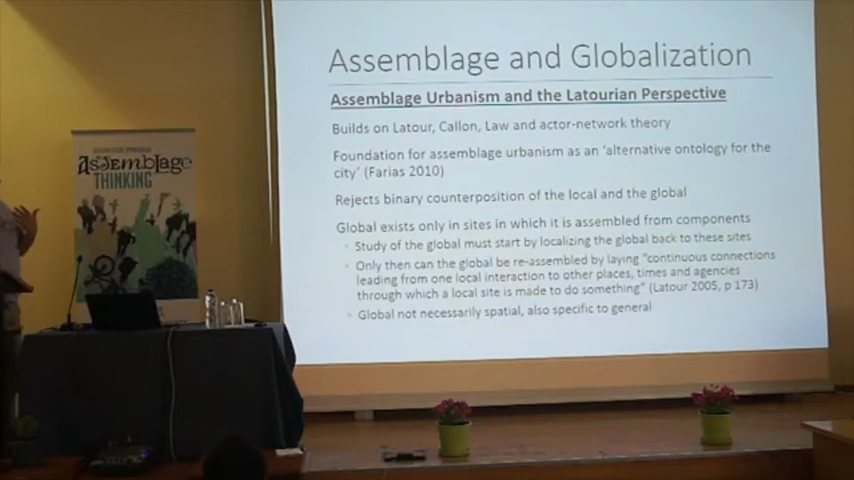 Assemblage
THINKING
Assemblage and Globalization
Assemblage Urbanism and the Latourian Perspective
Builds on Latour, Callon, Law and actor-network theory
Foundation for assemblage urbanism as an 'alternative ontology for the
city' (Farias 2010)
Rejects binary counterposition of the local and the global
Global exists only in sites in which it is assembled from components
◦ Study of the global must start by localizing the global back to these sites
◦ Only then can the global be re-assembled by laying "continuous connections
leading from one local interaction to other places, times and agencies
through which a local site is made to do something" (Latour 2005, p 173)
◦ Global not necessarily spatial, also specific to general